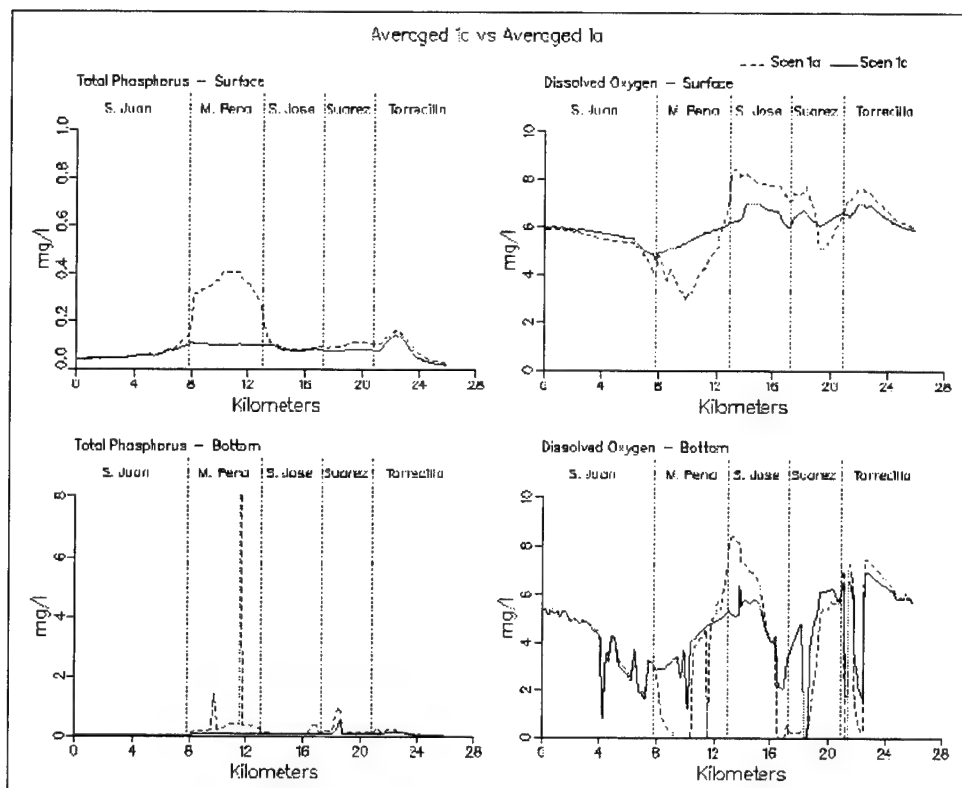 Averaged 1c vs Averaged 1a
Scen 1a
Scen 1c
Total Phosphorus – Surface
S. Juan
M. Pena
S. Jose
Suarez
Torrecilla
1.0
0.8
0.6
0.4
0.2
0.0
mg/l
0 4 8 12 16 20 24 28
Kilometers
Dissolved Oxygen – Surface
S. Juan
M. Pena
S. Jose
Suarez
Torrecilla
10
8
6
4
2
0
mg/l
0 4 8 12 16 20 24 28
Kilometers
Total Phosphorus – Bottom
S. Juan
M. Pena
S. Jose
Suarez
Torrecilla
8
6
4
2
0
mg/l
0 4 8 12 16 20 24 28
Kilometers
Dissolved Oxygen – Bottom
S. Juan
M. Pena
S. Jose
Suarez
Torrecilla
10
8
6
4
2
0
mg/l
0 4 8 12 16 20 24 28
Kilometers